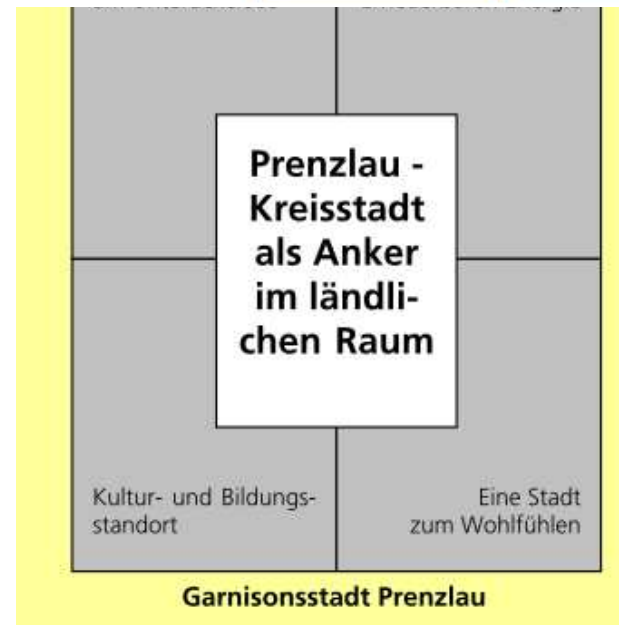 Prenzlau -
Kreisstadt
als Anker
im ländli-
chen Raum
Kultur- und Bildungs-
standort
Eine Stadt
zum Wohlfühlen
Garnisonsstadt Prenzlau